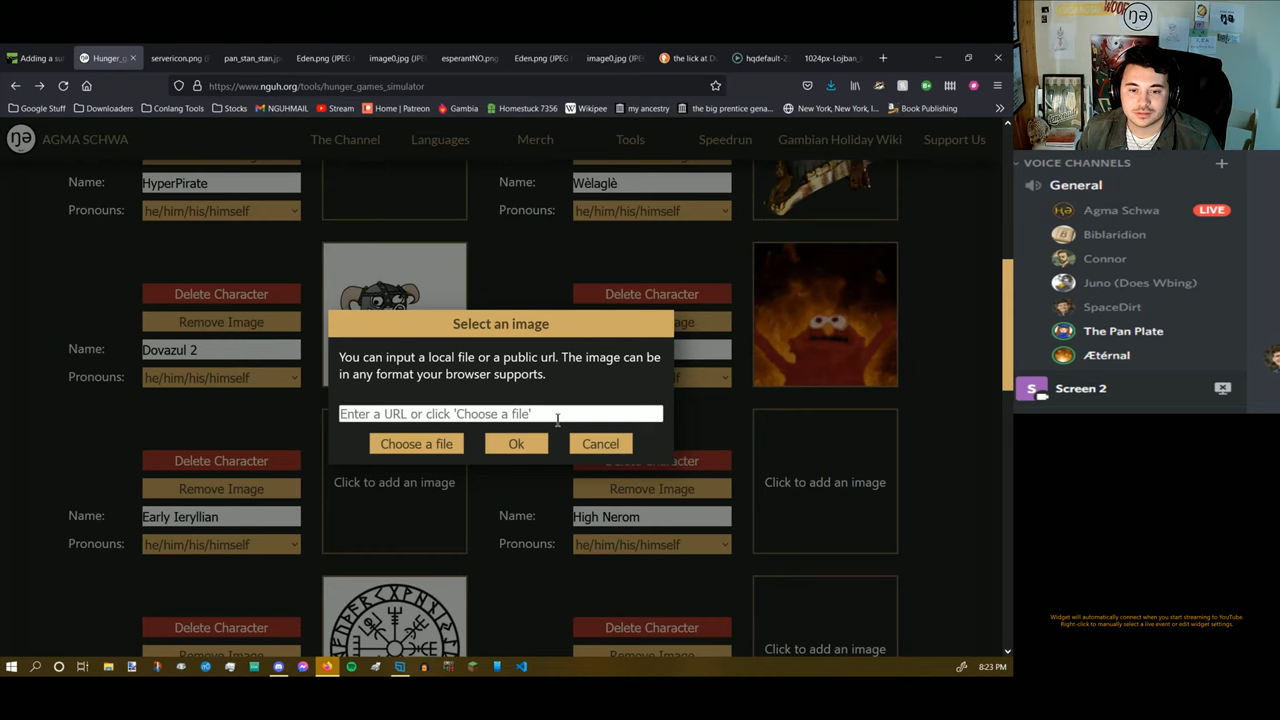 Adding a su
Hunger_g
servericon.png
pan_stan_stan.jp
Eden.png (JPEG
image0.jpg (JPE
esperantNO.png
Eden.png (JPEG
image0.jpg (JPE
the lick at D
hqdefault-2
1024px-Lojban_
https://www.nguh.org/tools/hunger_games_simulator
Google Stuff
Downloaders
Conlang Tools
Stocks
NGUHMAIL
Stream
Home | Patreon
Gambia
Homestuck 7356
Wikipee
my ancestry
the big prectice gena...
New York, New York, I...
Book Publishing
ŋə AGMA SCHWA
The Channel
Languages
Merch
Tools
Speedrun
Gambian Holiday Wiki
Support Us
Name: HyperPirate
Name: Wèlaglè
Pronouns: he/him/his/himself
Pronouns: he/him/his/himself
Delete Character
Delete Character
Remove Image
Name: Dovazul 2
Pronouns: he/him/his/himself
Select an image
You can input a local file or a public url. The image can be
in any format your browser supports.
Enter a URL or click 'Choose a file'
Choose a file
Ok
Cancel
Delete Character
Delete Character
Remove Image
Click to add an image
Remove Image
Click to add an image
Name: Early Ieryllian
Name: High Nerom
Pronouns: he/him/his/himself
Pronouns: he/him/his/himself
Delete Character
Delete Character
8:23 PM
ŋə
VOICE CHANNELS
General
Agma Schwa
LIVE
Biblaridion
Connor
Juno (Does Wbing)
SpaceDirt
The Pan Plate
Ætérnal
S Screen 2
Widget will automatically connect when you start streaming to YouTube.
Right-click to manually select a live event or edit widget settings.